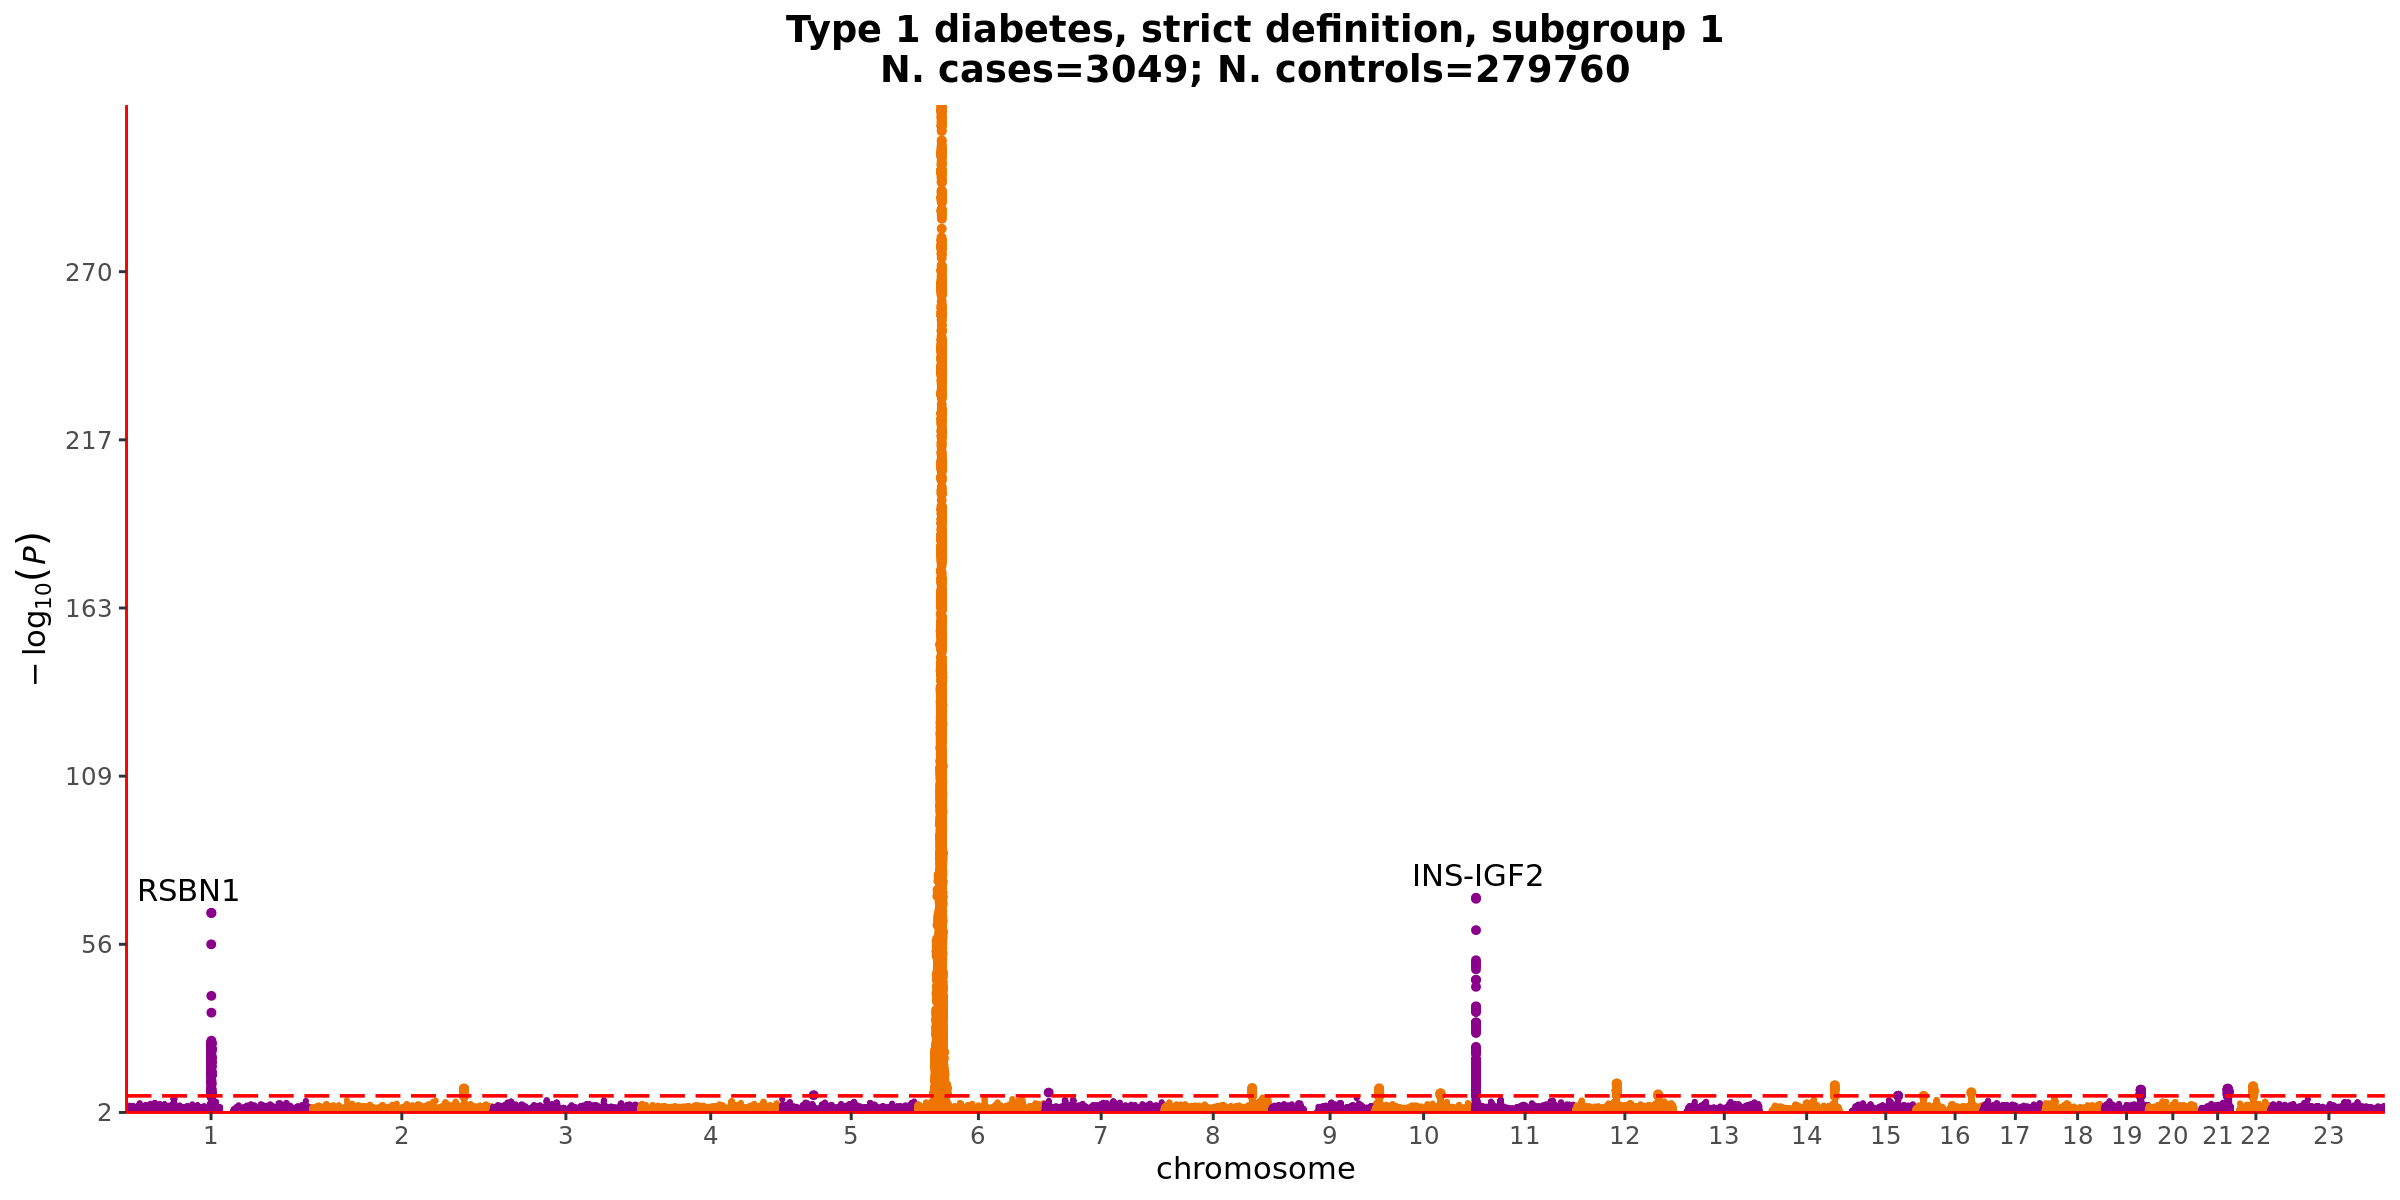 Type 1 diabetes, strict definition, subgroup 1
N. cases=3049; N. controls=279760
270
217
163
109
56
2
−log10(P)
RSBN1
INS-IGF2
1 2 3 4 5 6 7 8 9 10 11 12 13 14 15 16 17 18 19 20 21 22 23
chromosome